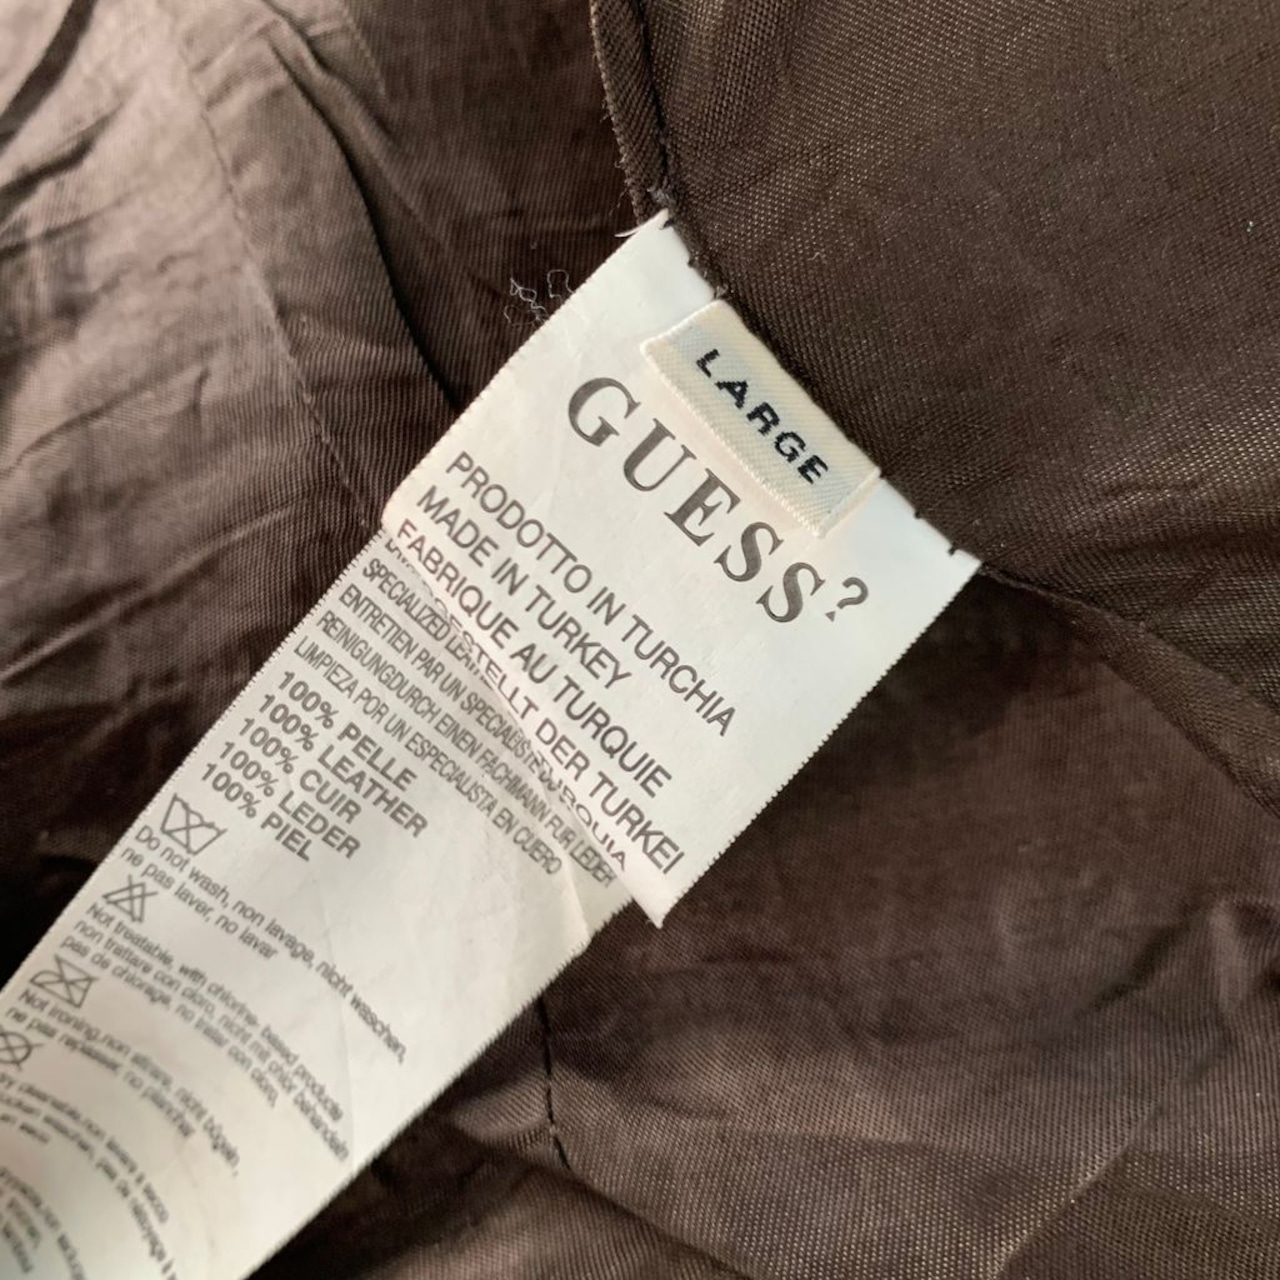 LARGE
GUESS?
PRODOTTO IN TURCHIA
MADE IN TURKEY
FABRIQUE AU TURQUIE
DER TURKEI
SPECIALIZED
ENTRETIEN PAR UN
REINIGUNGDURCH EINEN FACHMANN FUR LEDER
LIMPIEZA POR UN ESPECIALISTA EN CUERO
100% PELLE
100% LEATHER
100% CUIR
100% LEDER
100% PIEL
Do not wash, non lavage, nicht waschen,
ne pas laver, no lavar
Not treatable, with chlorine based products
non trattare con cloro, nicht mit chlor behandeln
pas de chlorage, no tratar con cloro,
Not ironing, non stirare, nicht bügeln,
ne pas repasser, no planchar